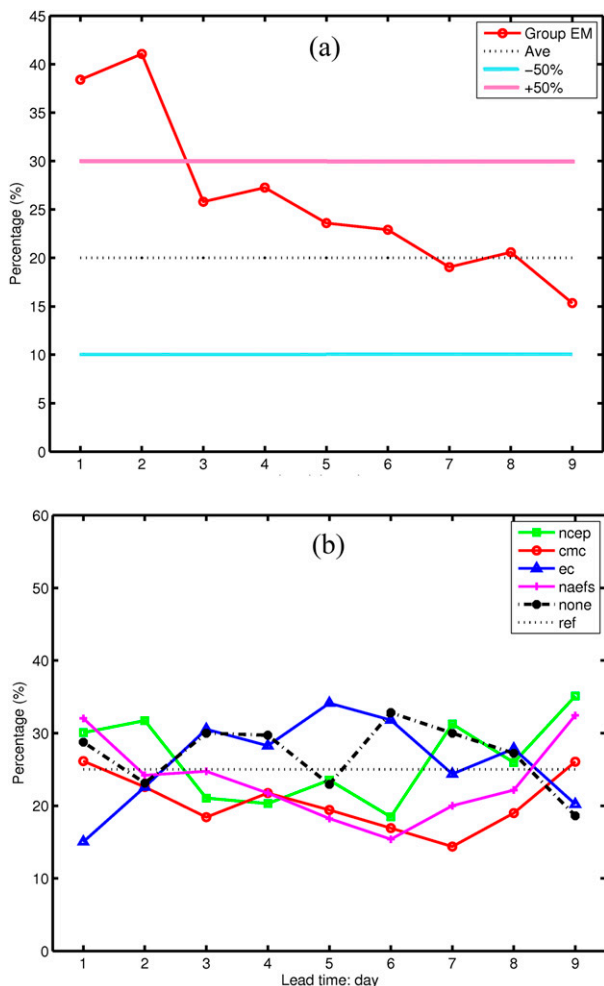 (a)
Group EM
Ave
−50%
+50%
Percentage (%)
45
40
35
30
25
20
15
10
5
0
1 2 3 4 5 6 7 8 9
(b)
ncep
cmc
ec
naefs
none
ref
Percentage (%)
60
50
40
30
20
10
0
1 2 3 4 5 6 7 8 9
Lead time: day